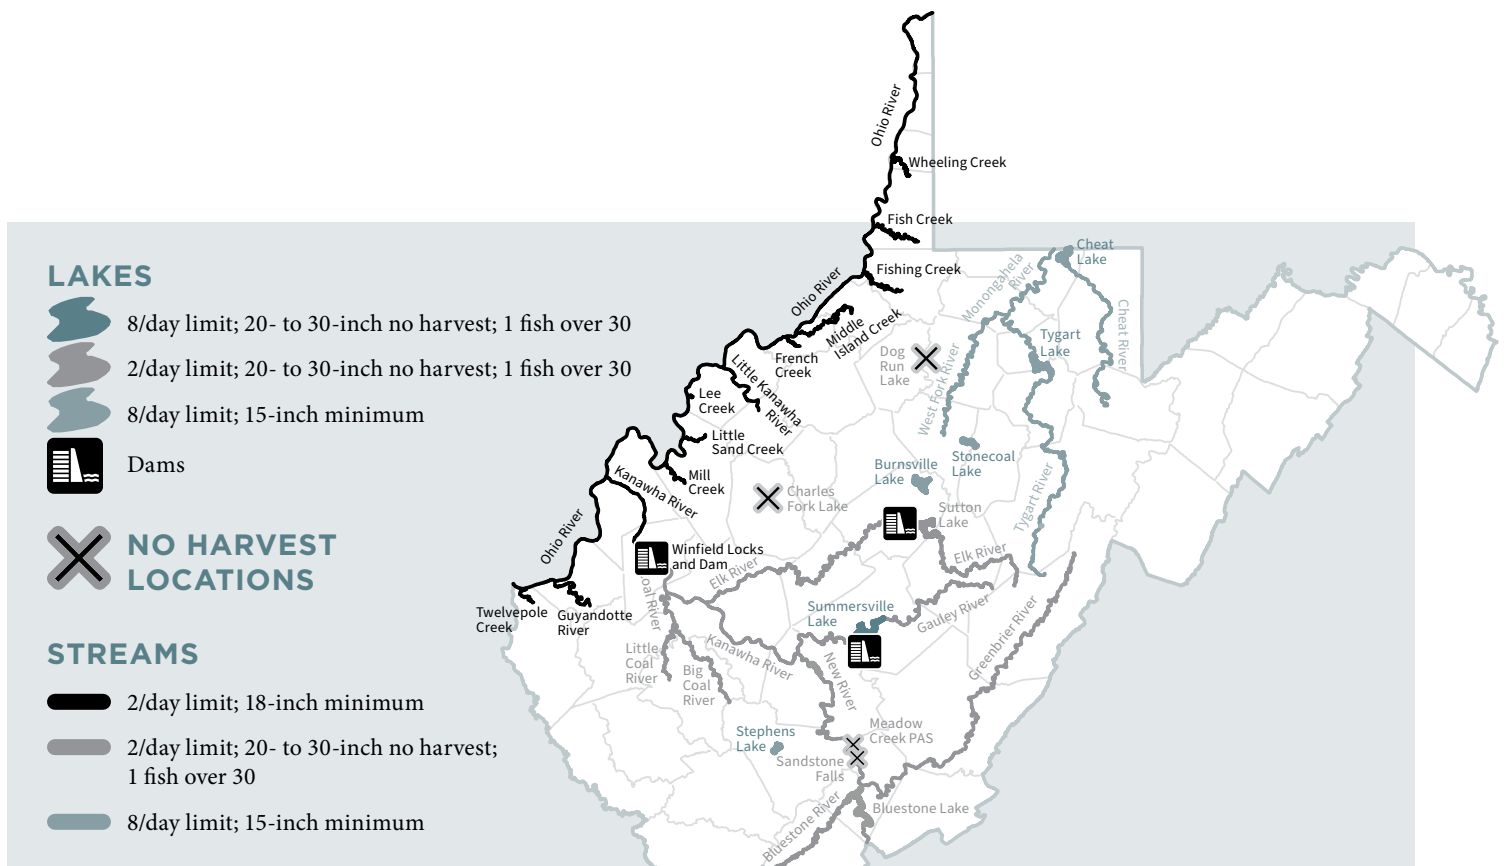 LAKES
8/day limit; 20- to 30-inch no harvest; 1 fish over 30
2/day limit; 20- to 30-inch no harvest; 1 fish over 30
8/day limit; 15-inch minimum
Dams
NO HARVEST
LOCATIONS
STREAMS
2/day limit; 18-inch minimum
2/day limit; 20- to 30-inch no harvest;
1 fish over 30
8/day limit; 15-inch minimum
Ohio River
Wheeling Creek
Fish Creek
Fishing Creek
Ohio River
Middle
Island Creek
French
Creek
Little Kanawha
River
Lee
Creek
Little
Sand Creek
Mill
Creek
Kanawha River
Ohio River
Winfield Locks
and Dam
Twelvepole
Creek
Guyandotte
River
Monongahela
River
Cheat
Lake
Cheat River
Tygart
Lake
Dog
Run
Lake
West Fork River
Stonecoal
Lake
Burnsville
Lake
Charles
Fork Lake
Sutton
Lake
Tygart River
Elk River
Elk River
Summersville
Lake
Gauley River
Greenbrier River
oal River
Little
Coal
River
Big
Coal
River
Kanawha River
New River
Meadow
Creek PAS
Stephens
Lake
Sandstone
Falls
Bluestone Lake
Bluestone River